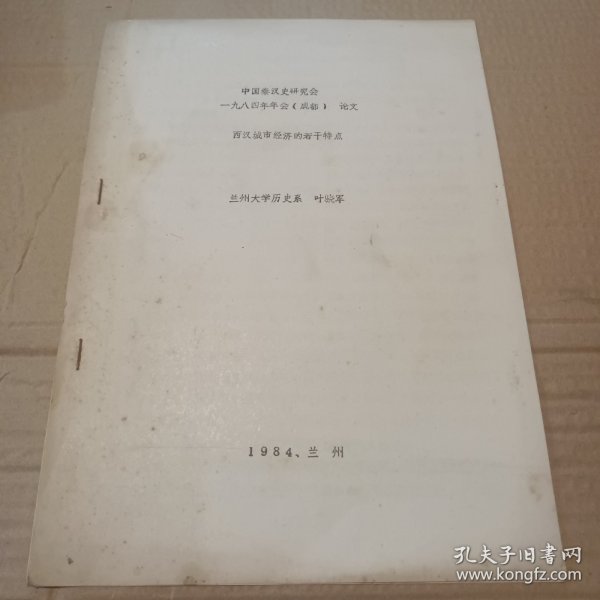 中国秦汉史研究会
一九八四年年会（成都） 论文
西汉城市经济的若干特点
兰州大学历史系 叶骁军
1984、兰 州
孔夫子旧书网
www.kongfz.com